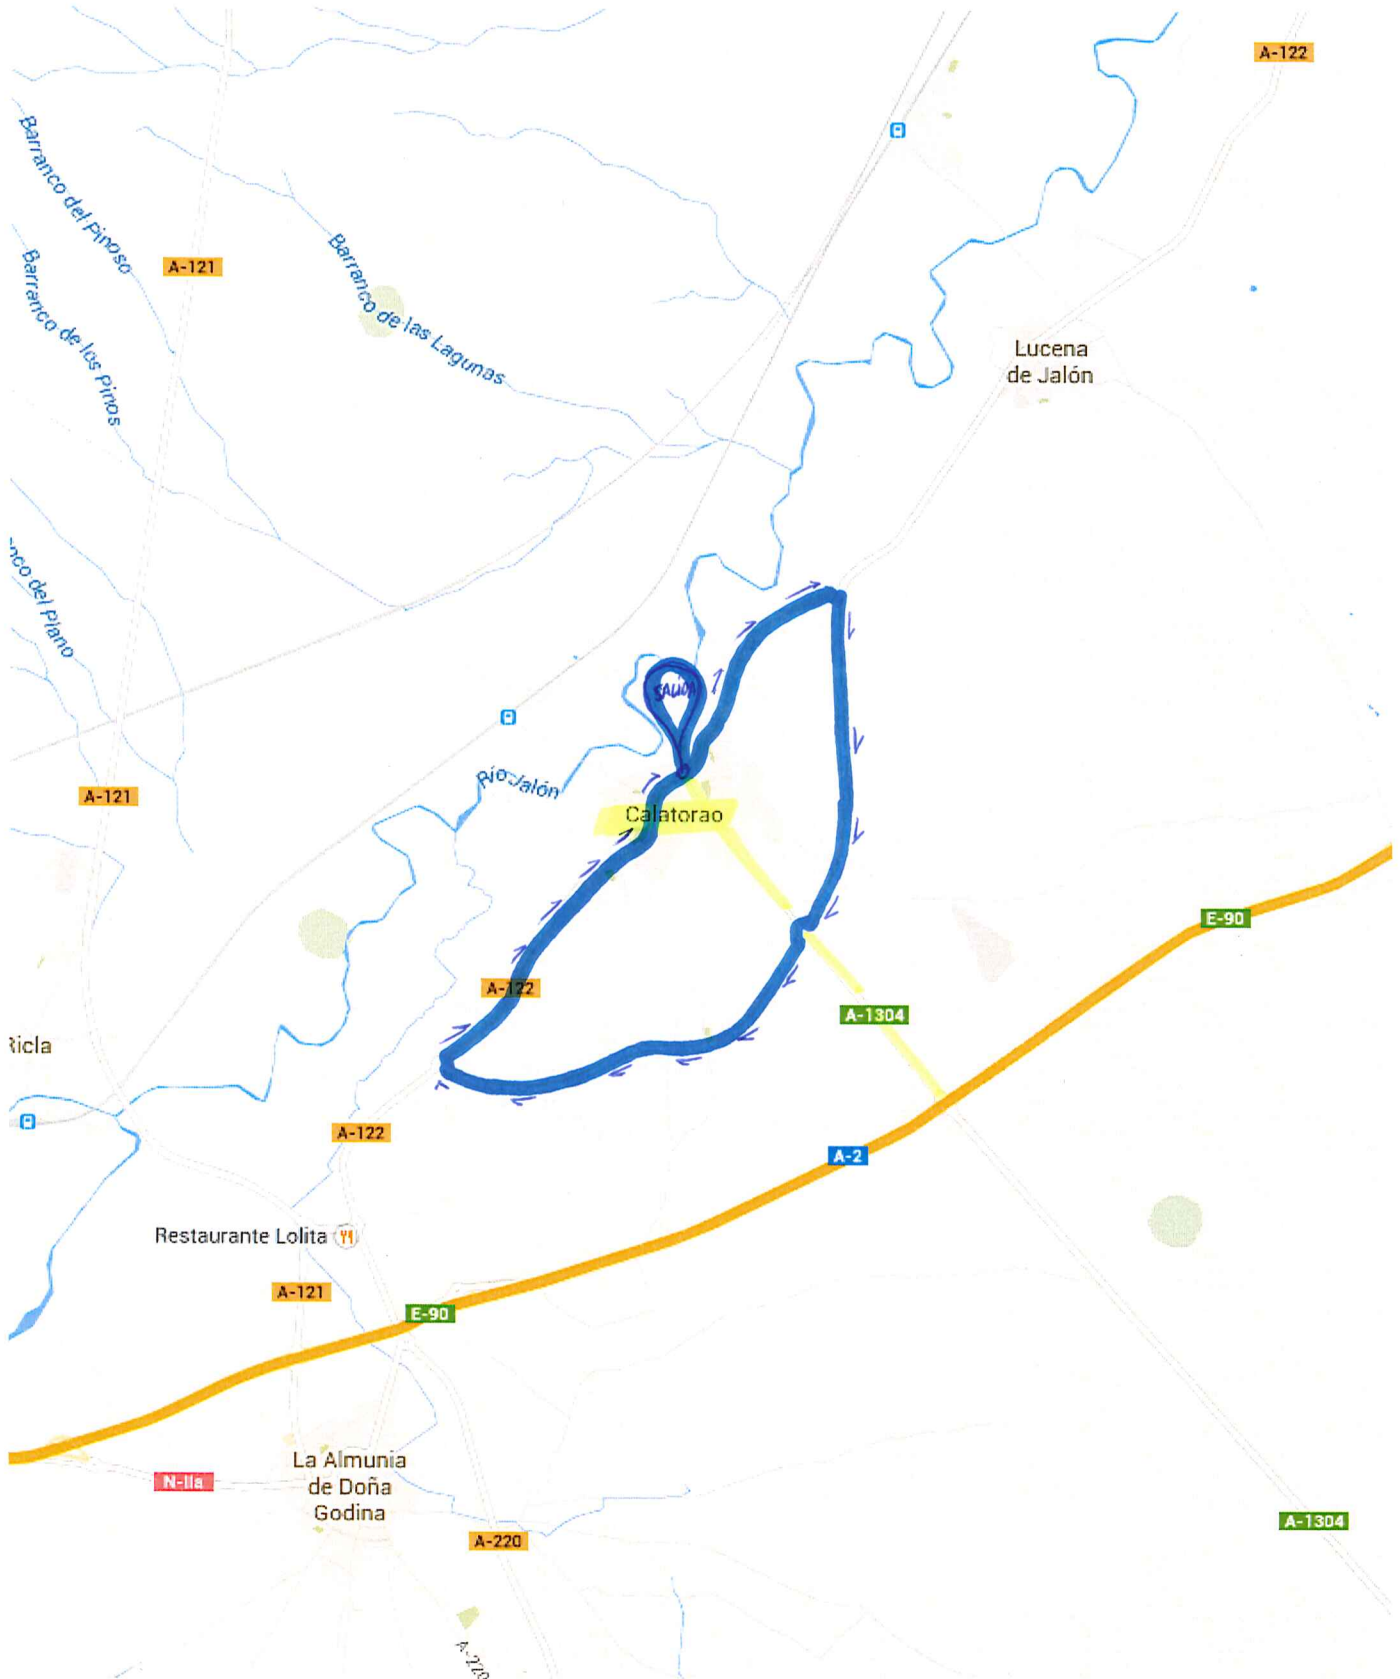 A-122
Barranco del Pinoso
A-121
Barranco de los Pinos
Barranco de las Lagunas
Lucena
de Jalón
nco del Plano
SALIDA
Río Jalón
A-121
Calatorao
E-90
A-122
A-1304
Ricla
A-122
A-2
Restaurante Lolita
A-121
E-90
La Almunia
de Doña
Godina
N-IIa
A-220
A-1304
A-220